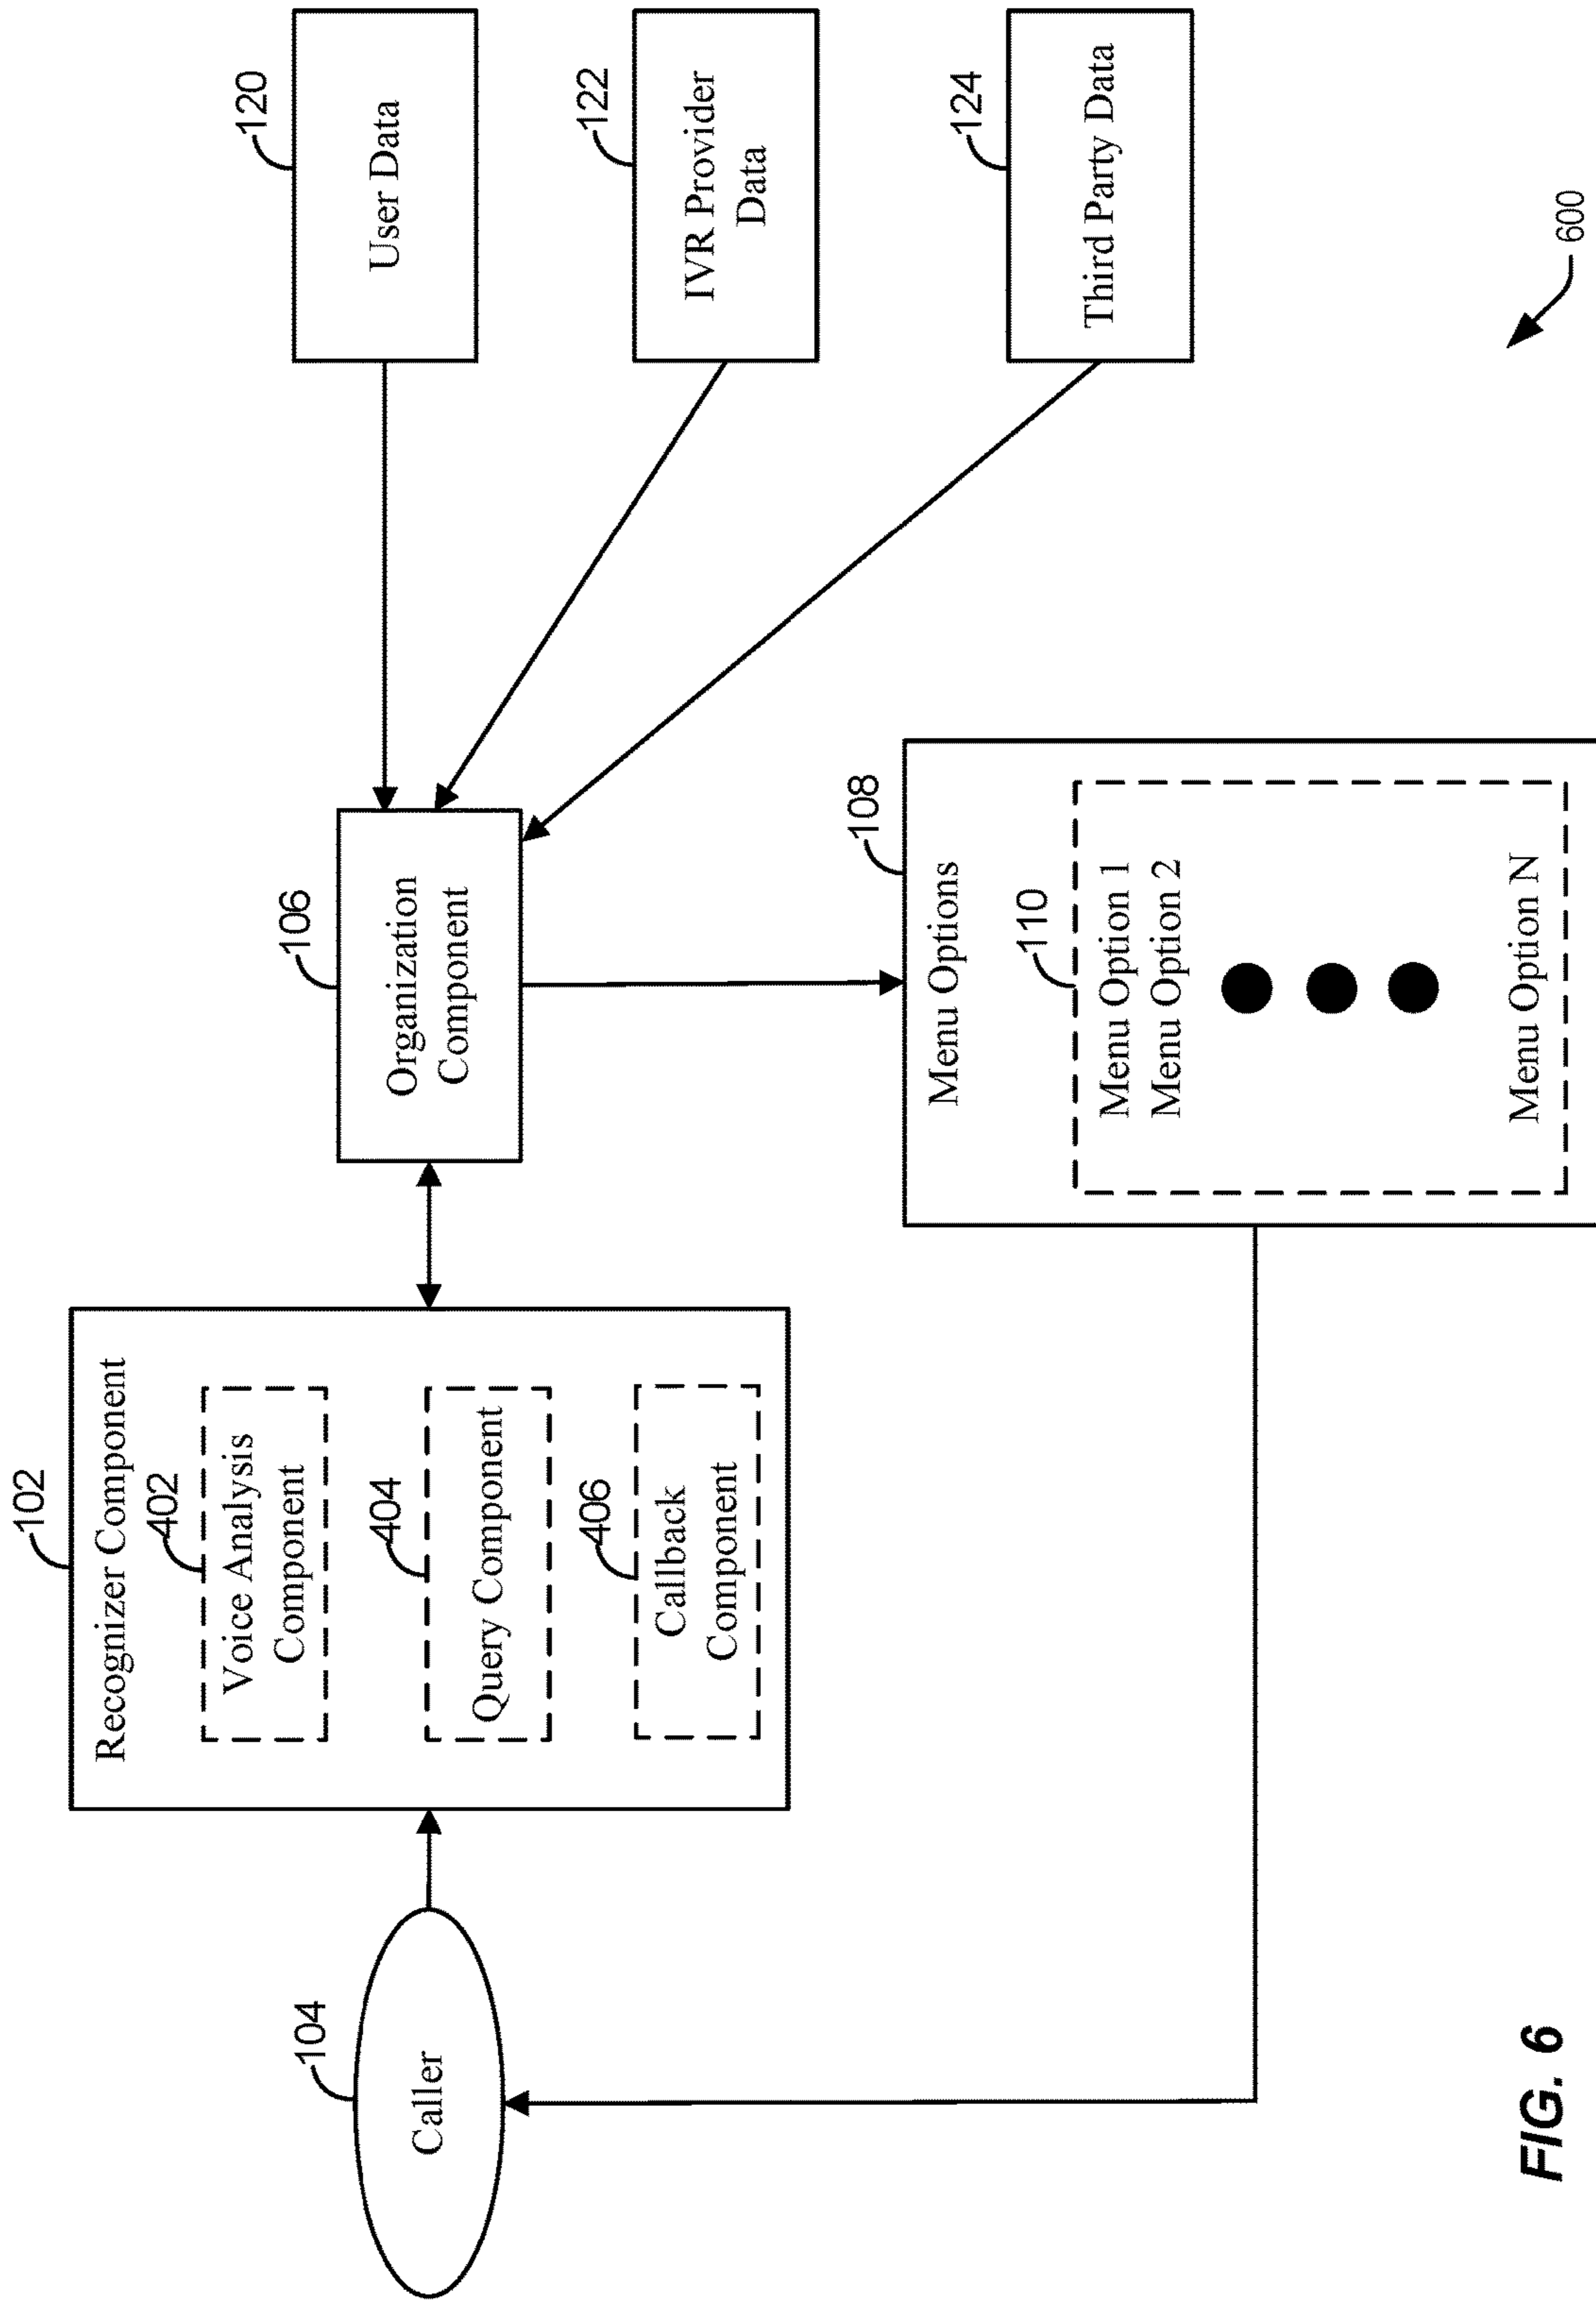 102
Recognizer Component
402
Voice Analysis
Component
404
Query Component
406
Callback
Component
104
Caller
106
Organization
Component
120
User Data
122
IVR Provider
Data
124
Third Party Data
108
Menu Options
110
Menu Option 1
Menu Option 2
Menu Option N
600
FIG. 6